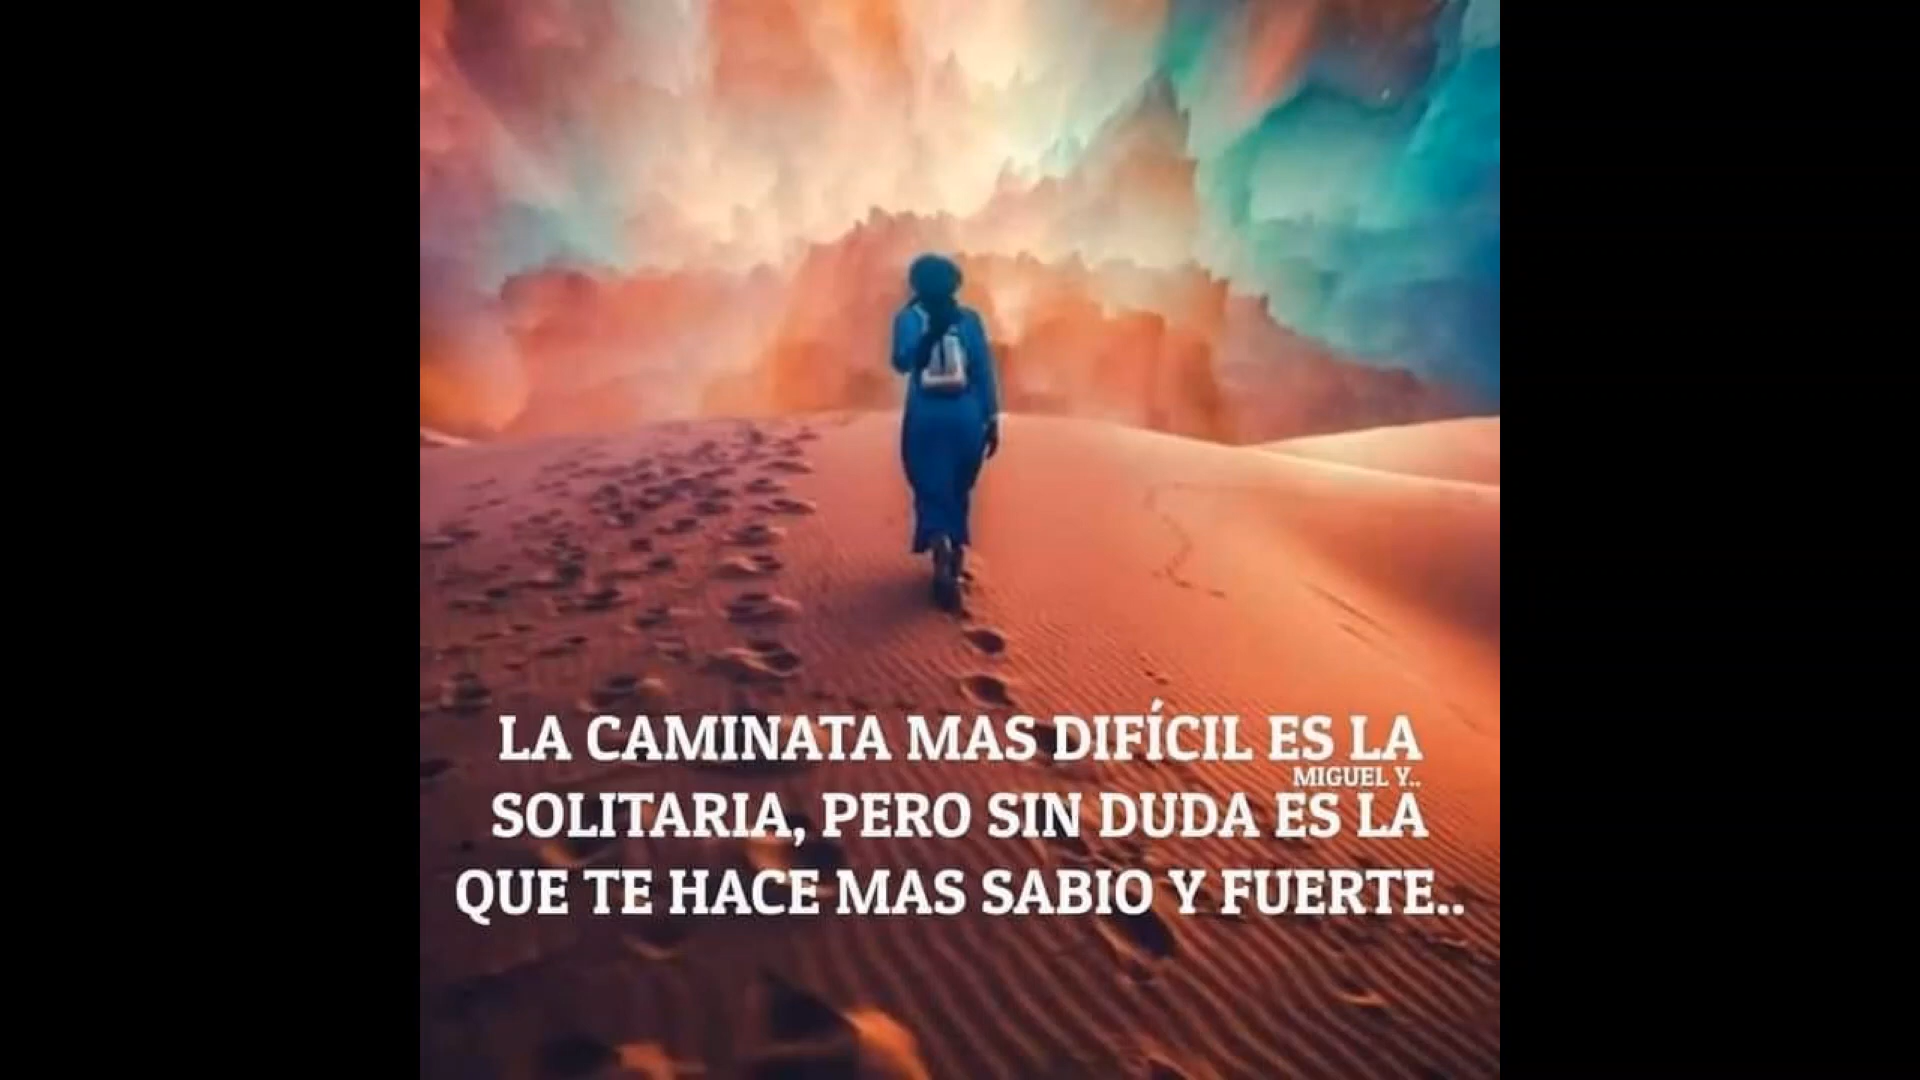 LA CAMINATA MAS DIFÍCIL ES LA
MIGUEL Y..
SOLITARIA, PERO SIN DUDA ES LA
QUE TE HACE MAS SABIO Y FUERTE..